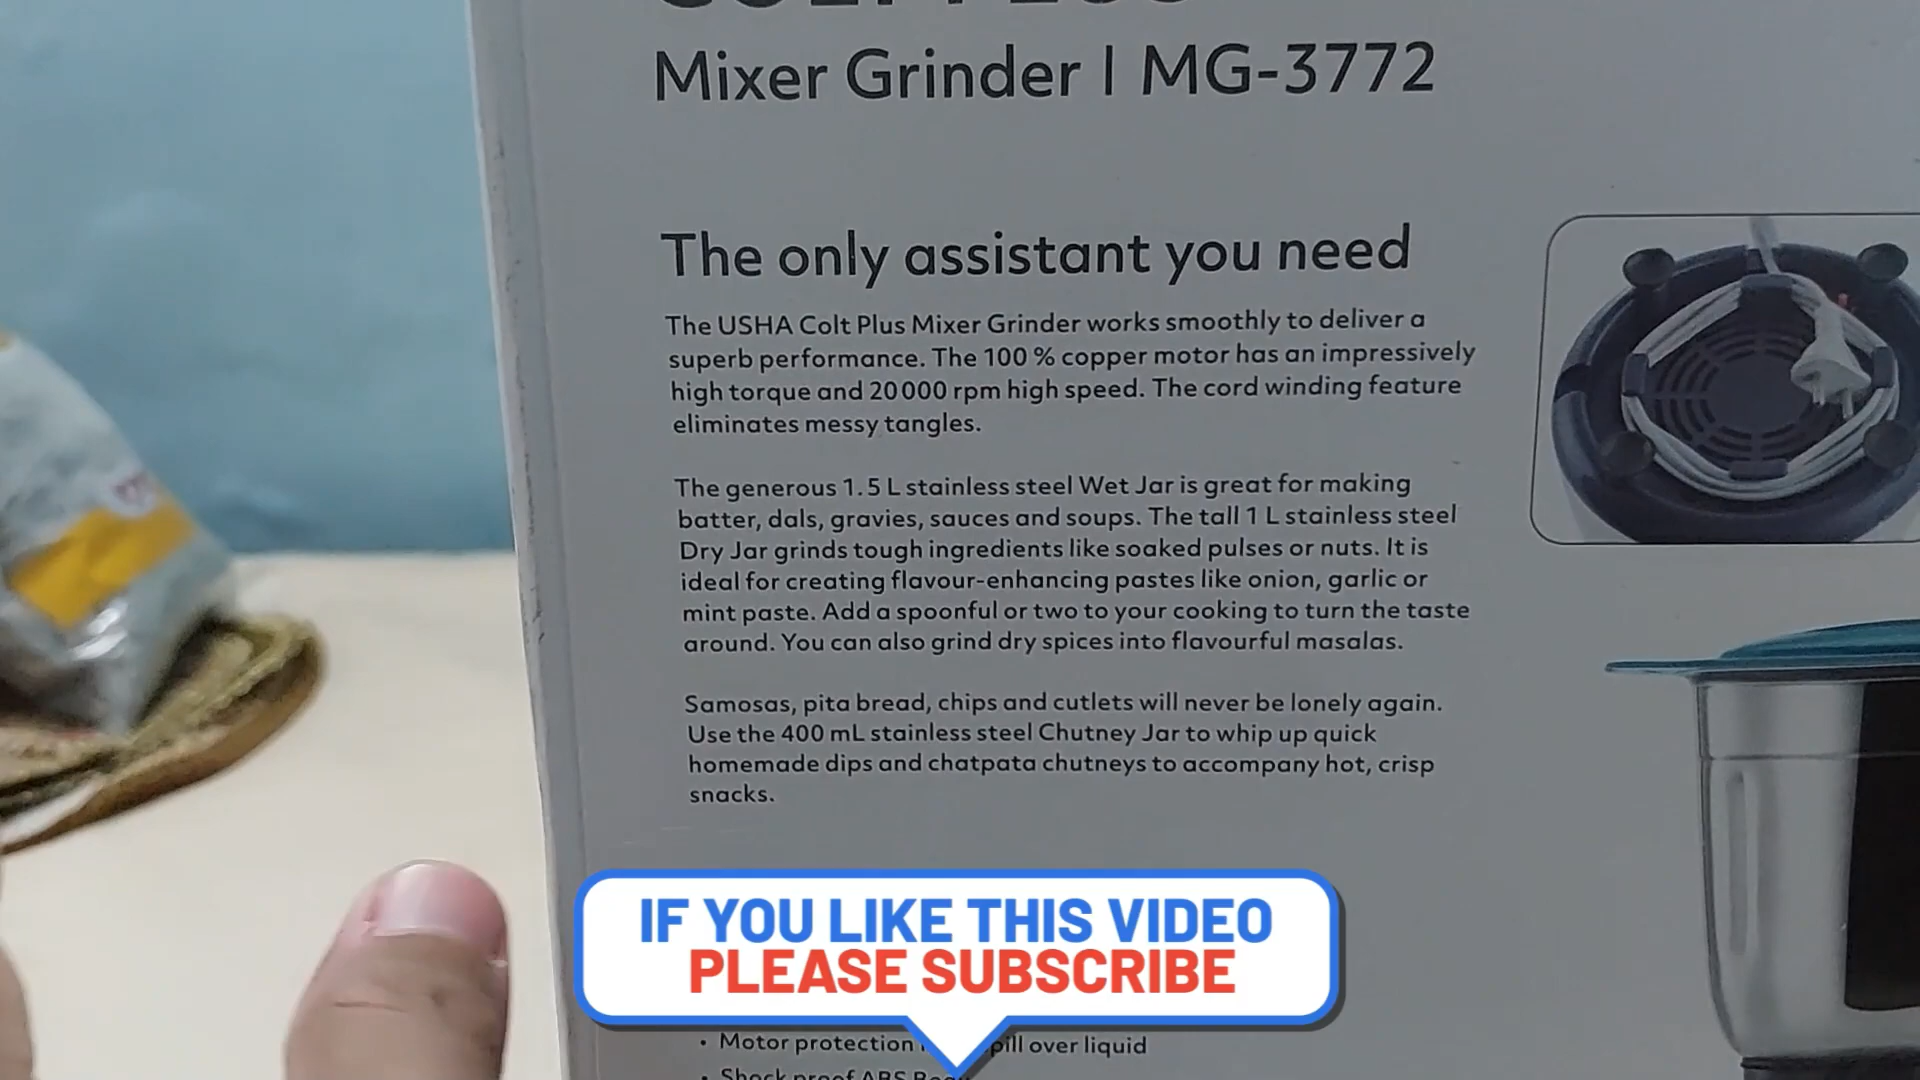 COLT PLUS
Mixer Grinder | MG-3772
The only assistant you need
The USHA Colt Plus Mixer Grinder works smoothly to deliver a
superb performance. The 100 % copper motor has an impressively
high torque and 20000 rpm high speed. The cord winding feature
eliminates messy tangles.
The generous 1.5 L stainless steel Wet Jar is great for making
batter, dals, gravies, sauces and soups. The tall 1 L stainless steel
Dry Jar grinds tough ingredients like soaked pulses or nuts. It is
ideal for creating flavour-enhancing pastes like onion, garlic or
mint paste. Add a spoonful or two to your cooking to turn the taste
around. You can also grind dry spices into flavourful masalas.
Samosas, pita bread, chips and cutlets will never be lonely again.
Use the 400 mL stainless steel Chutney Jar to whip up quick
homemade dips and chatpata chutneys to accompany hot, crisp
snacks.
IF YOU LIKE THIS VIDEO
PLEASE SUBSCRIBE
• Motor protection pill over liquid
• Shock proof ABS